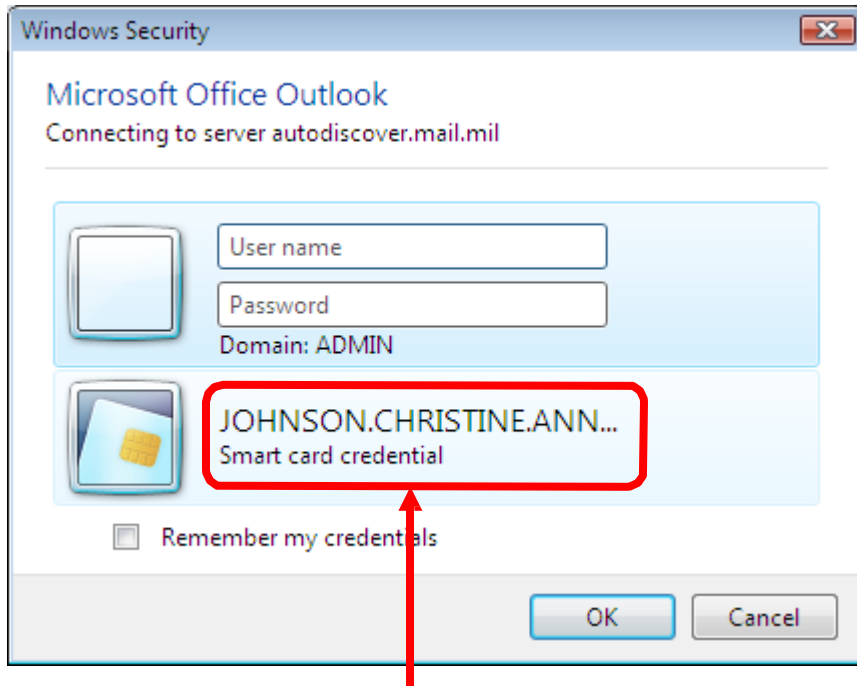 Windows Security
Microsoft Office Outlook
Connecting to server autodiscover.mail.mil
User name
Password
Domain: ADMIN
JOHNSON.CHRISTINE.ANN...
Smart card credential
Remember my credentials
OK Cancel